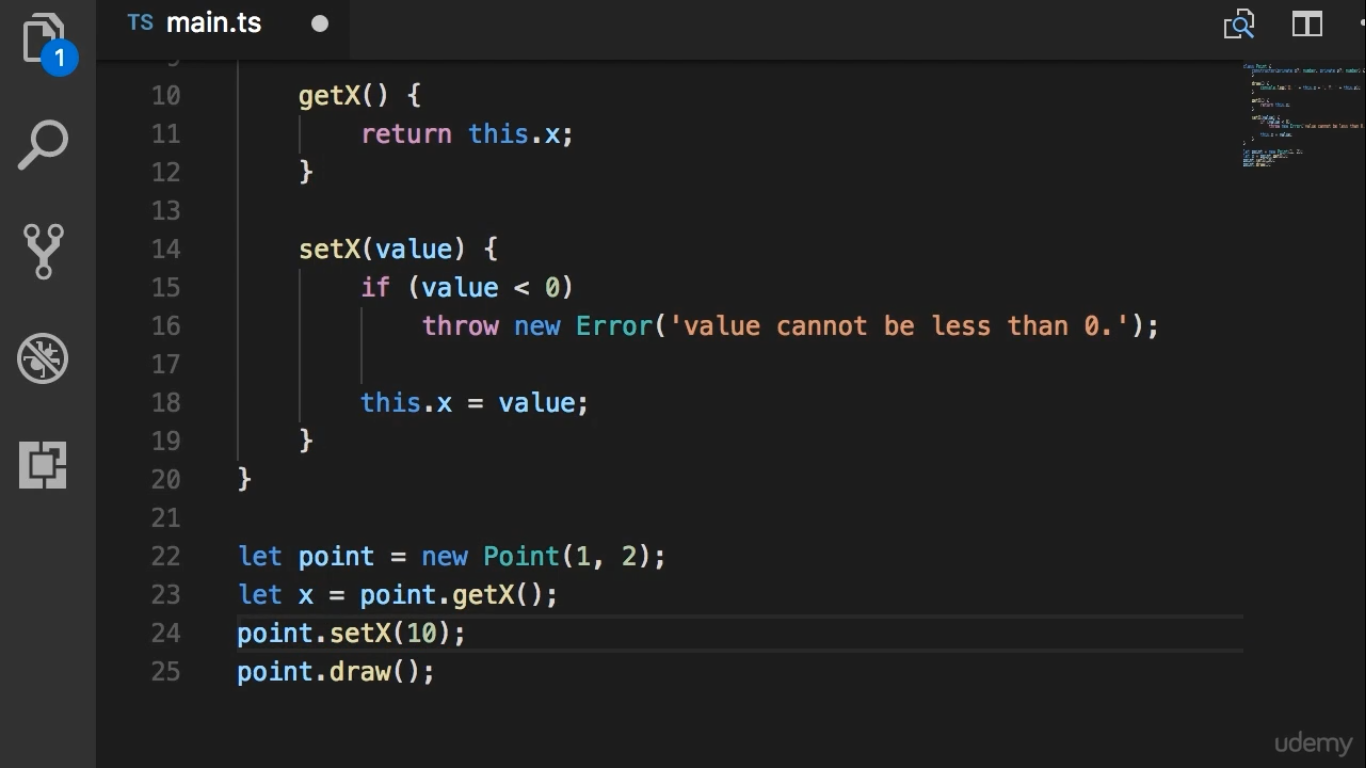 1
TS main.ts
9
10 getX() {
11 return this.x;
12 }
13
14 setX(value) {
15 if (value < 0)
16 throw new Error('value cannot be less than 0.');
17
18 this.x = value;
19 }
20 }
21
22 let point = new Point(1, 2);
23 let x = point.getX();
24 point.setX(10);
25 point.draw();
udemy